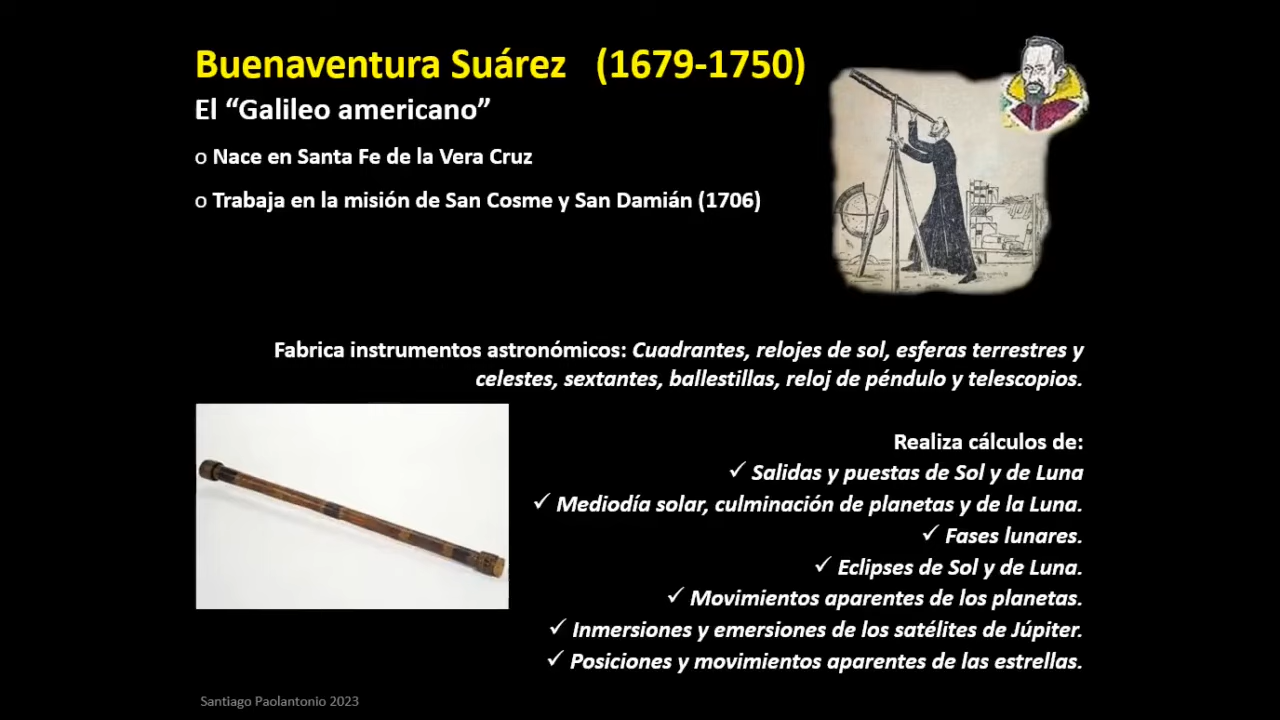 Buenaventura Suárez (1679-1750)
El “Galileo americano”
o Nace en Santa Fe de la Vera Cruz
o Trabaja en la misión de San Cosme y San Damián (1706)
Fabrica instrumentos astronómicos: Cuadrantes, relojes de sol, esferas terrestres y
celestes, sextantes, ballestillas, reloj de péndulo y telescopios.
Realiza cálculos de:
✓ Salidas y puestas de Sol y de Luna
✓ Mediodía solar, culminación de planetas y de la Luna.
✓ Fases lunares.
✓ Eclipses de Sol y de Luna.
✓ Movimientos aparentes de los planetas.
✓ Inmersiones y emersiones de los satélites de Júpiter.
✓ Posiciones y movimientos aparentes de las estrellas.
Santiago Paolantonio 2023